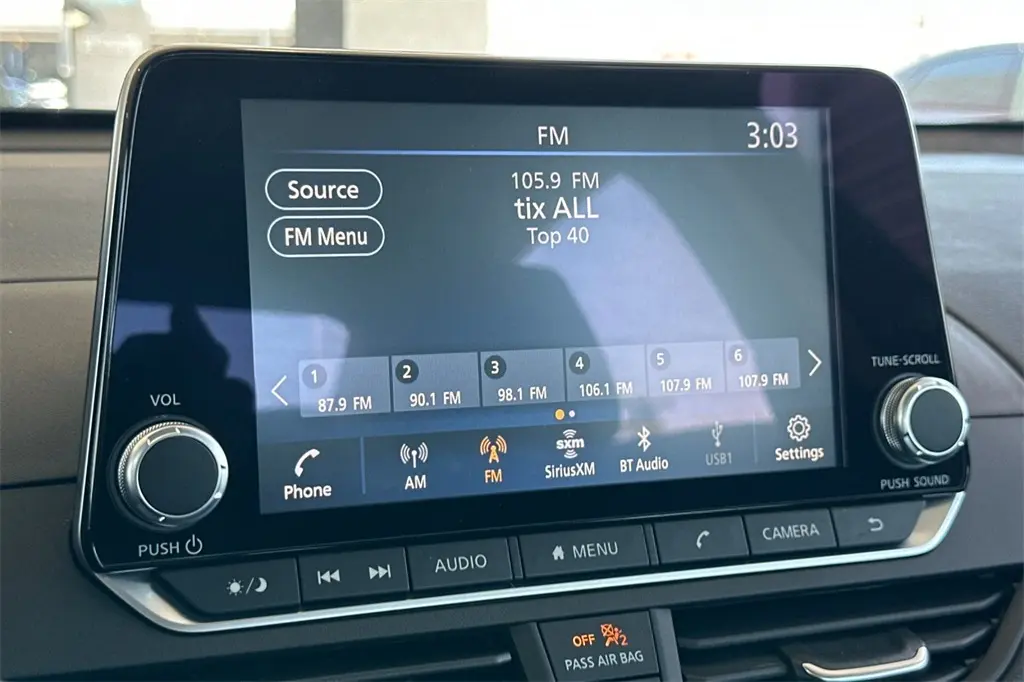 FM 3:03
Source
FM Menu
105.9 FM
tix ALL
Top 40
1 87.9 FM
2 90.1 FM
3 98.1 FM
4 106.1 FM
5 107.9 FM
6 107.9 FM
Phone
AM
FM
sxm
SiriusXM
BT Audio
USB1
Settings
VOL
PUSH
TUNE·SCROLL
PUSH SOUND
AUDIO
MENU
CAMERA
OFF 2
PASS AIR BAG